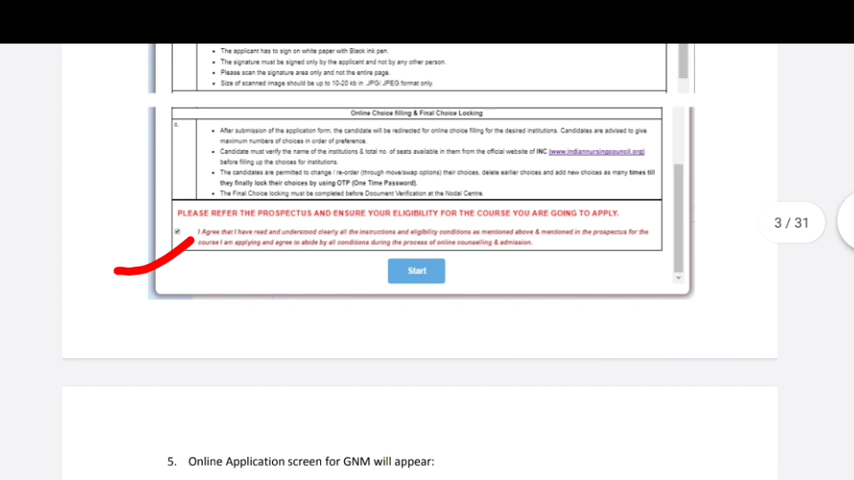 The applicant has to sign on white paper with Black ink pen.
The signature must be signed only by the applicant and not by any other person.
Please scan the signature area only and not the entire page.
Size of scanned image should be up to 10-20 kb in .JPG/ JPEG format only.
Online Choice filling & Final Choice Locking
c.
After submission of the application form, the candidate will be redirected for online choice filling for the desired institutions. Candidates are advised to give
maximum numbers of choices in order of preference.
Candidate must verify the name of the institutions & total no. of seats available in them from the official website of INC (www.indiannursingcouncil.org)
before filling up the choices for institutions.
The candidates are permitted to change / re-order (through move/swap options) their choices, delete earlier choices and add new choices as many times till
they finally lock their choices by using OTP (One Time Password).
The Final Choice locking must be completed before Document Verification at the Nodal Centre.
PLEASE REFER THE PROSPECTUS AND ENSURE YOUR ELIGIBILITY FOR THE COURSE YOU ARE GOING TO APPLY.
I Agree that I have read and understood clearly all the instructions and eligibility conditions as mentioned above & mentioned in the prospectus for the
course I am applying and agree to abide by all conditions during the process of online counselling & admission.
Start
3 / 31
5. Online Application screen for GNM will appear: